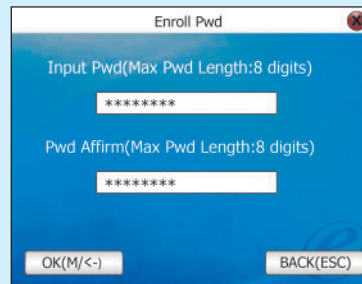 Enroll Pwd
Input Pwd(Max Pwd Length:8 digits)
********
Pwd Affirm(Max Pwd Length:8 digits)
********
OK(M/<-)
BACK(ESC)